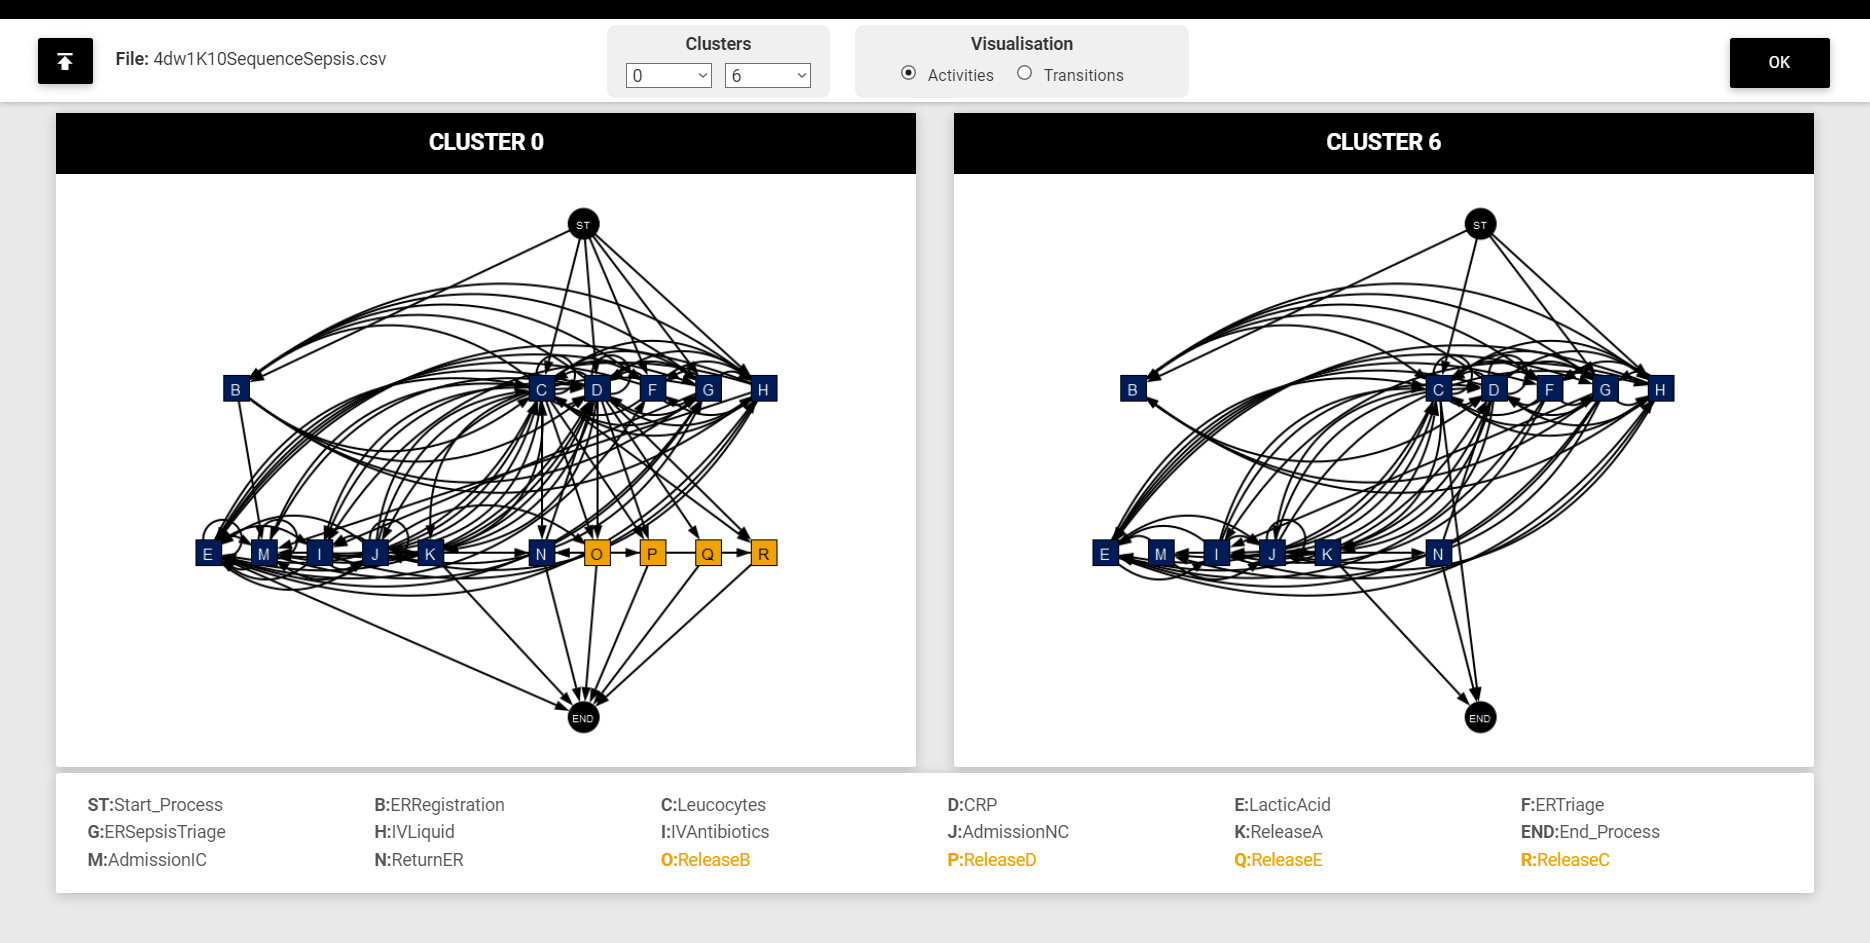 File: 4dw1K10SequenceSepsis.csv
Clusters
0 6
Visualisation
Activities Transitions
OK
CLUSTER 0
ST
B C D F G H
E M I J K N O P Q R
END
CLUSTER 6
ST
B C D F G H
E M I J K N
END
ST:Start_Process B:ERRegistration C:Leucocytes D:CRP E:LacticAcid F:ERTriage
G:ERSepsisTriage H:IVLiquid I:IVAntibiotics J:AdmissionNC K:ReleaseA END:End_Process
M:AdmissionIC N:ReturnER O:ReleaseB P:ReleaseD Q:ReleaseE R:ReleaseC